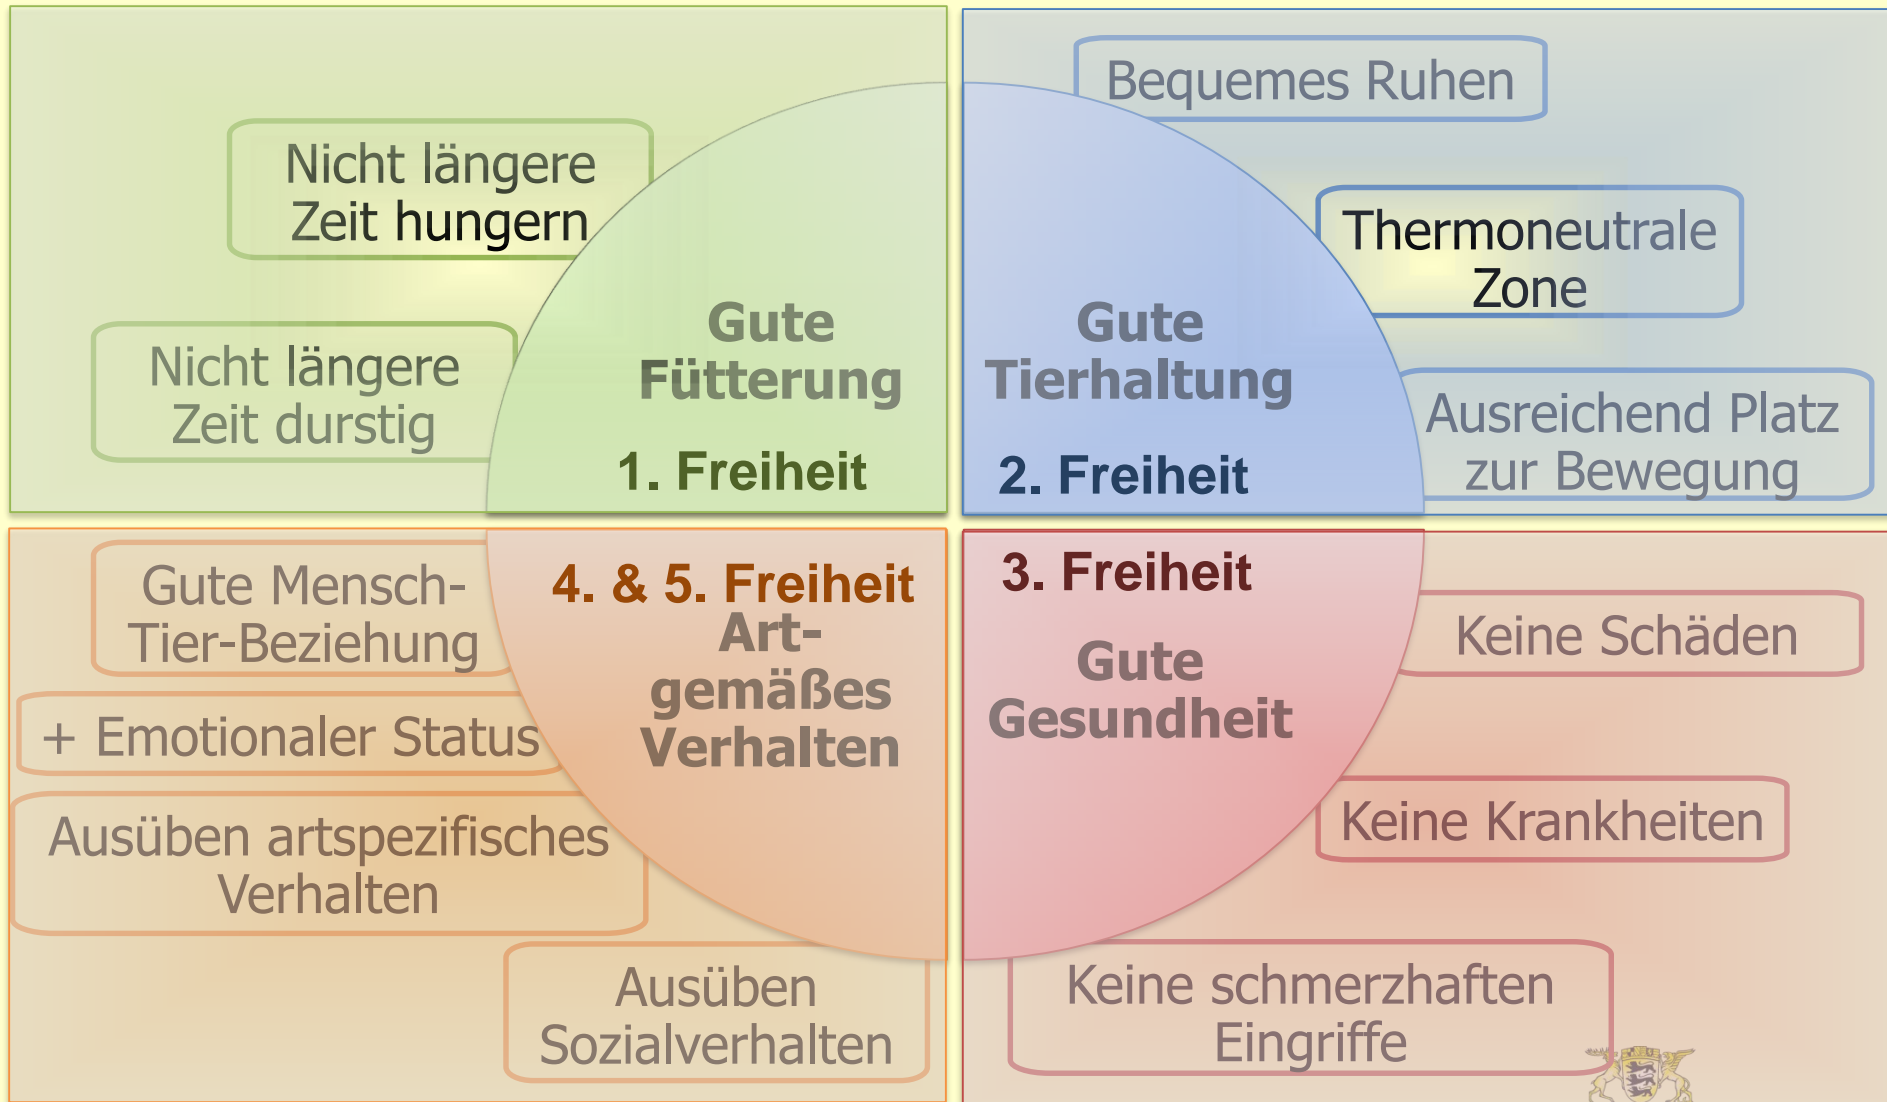 Nicht längere
Zeit hungern
Nicht längere
Zeit durstig
Gute
Fütterung
1. Freiheit
Bequemes Ruhen
Thermoneutrale
Zone
Ausreichend Platz
zur Bewegung
Gute
Tierhaltung
2. Freiheit
Gute Mensch-
Tier-Beziehung
+ Emotionaler Status
Ausüben artspezifisches
Verhalten
Ausüben
Sozialverhalten
4. & 5. Freiheit
Art-
gemäßes
Verhalten
3. Freiheit
Gute
Gesundheit
Keine Schäden
Keine Krankheiten
Keine schmerzhaften
Eingriffe